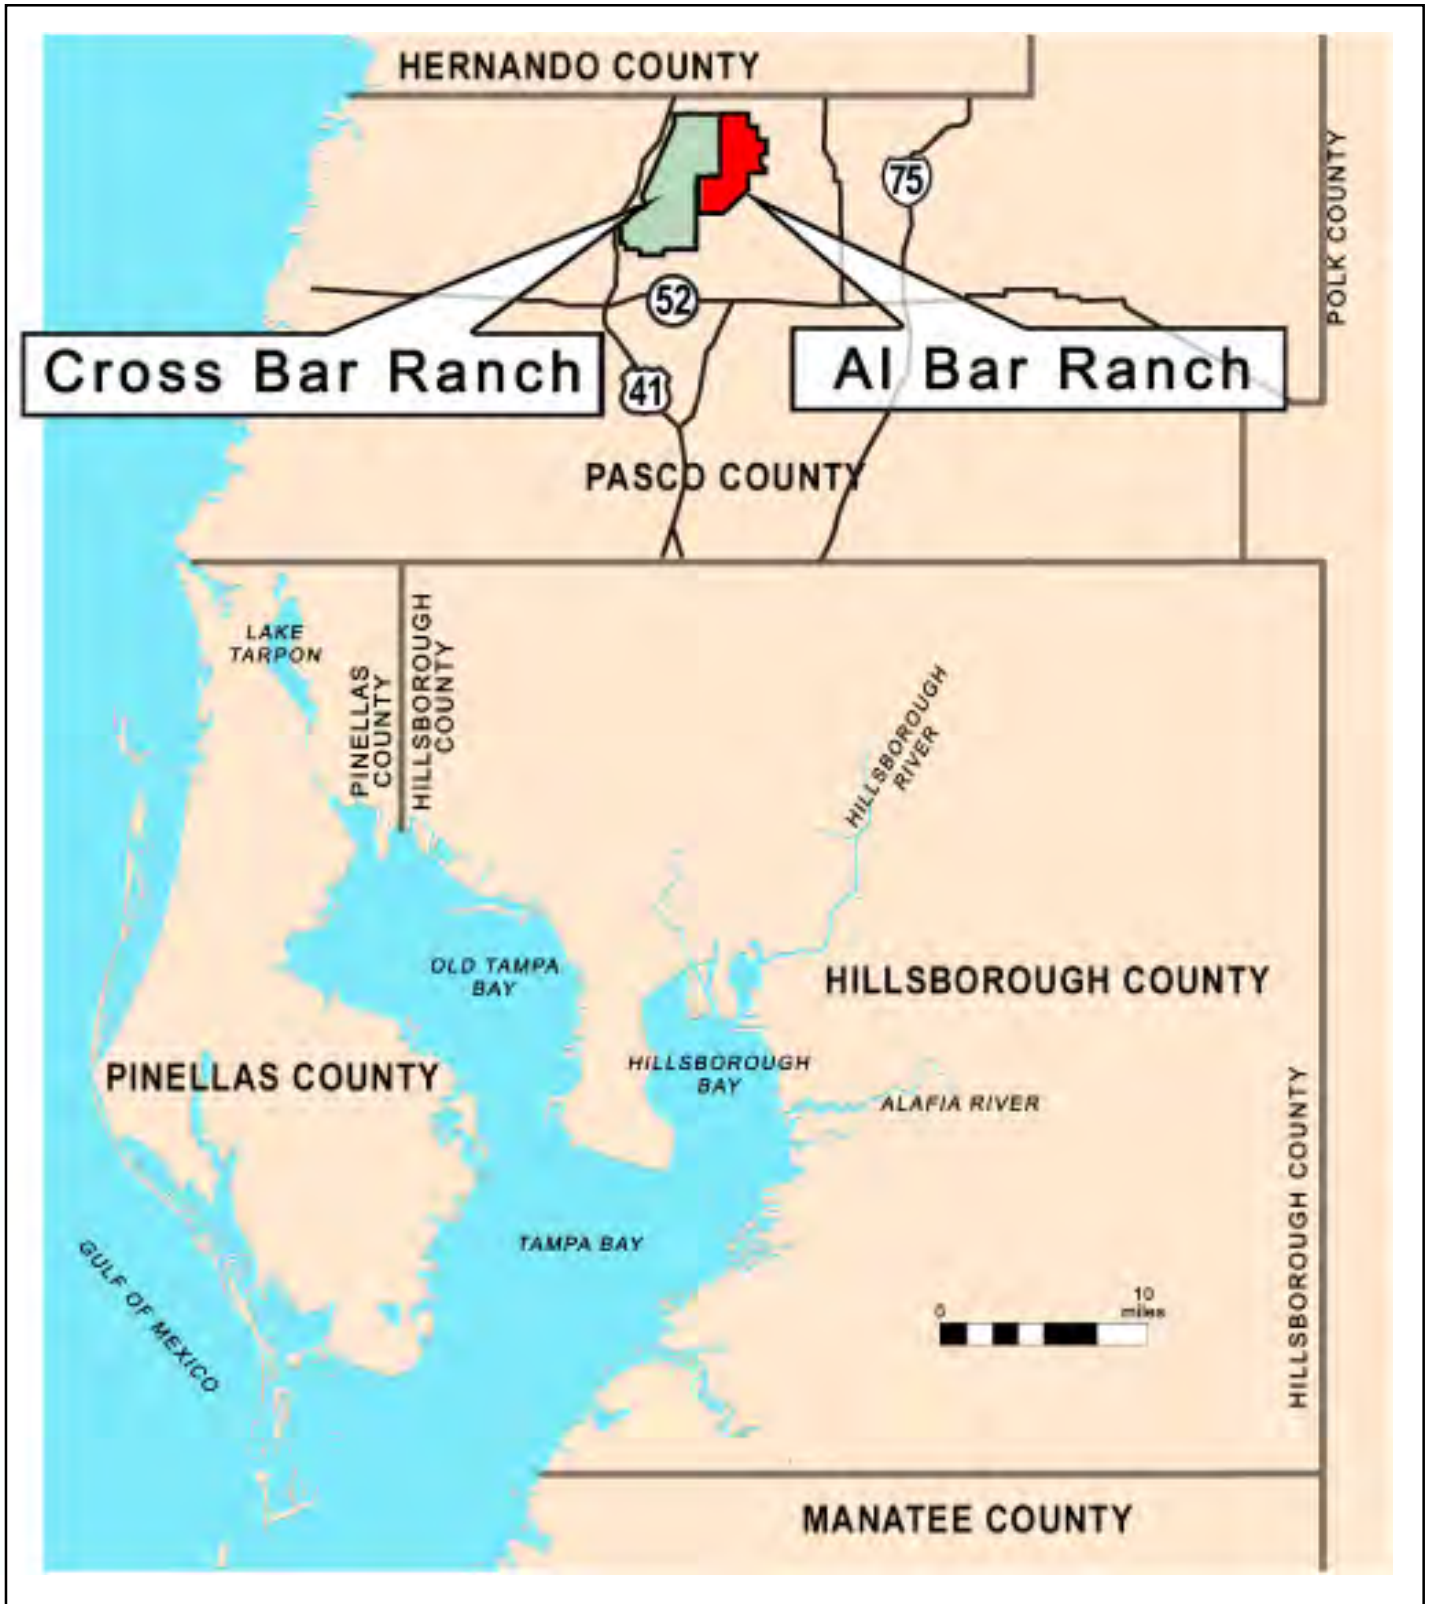 HERNANDO COUNTY
75
POLK COUNTY
52
Cross Bar Ranch
Al Bar Ranch
41
PASCO COUNTY
LAKE
TARPON
PINELLAS
COUNTY
HILLSBOROUGH
COUNTY
HILLSBOROUGH
RIVER
OLD TAMPA
BAY
HILLSBOROUGH COUNTY
PINELLAS COUNTY
HILLSBOROUGH
BAY
ALAFIA RIVER
HILLSBOROUGH COUNTY
TAMPA BAY
GULF OF MEXICO
0 10
miles
MANATEE COUNTY